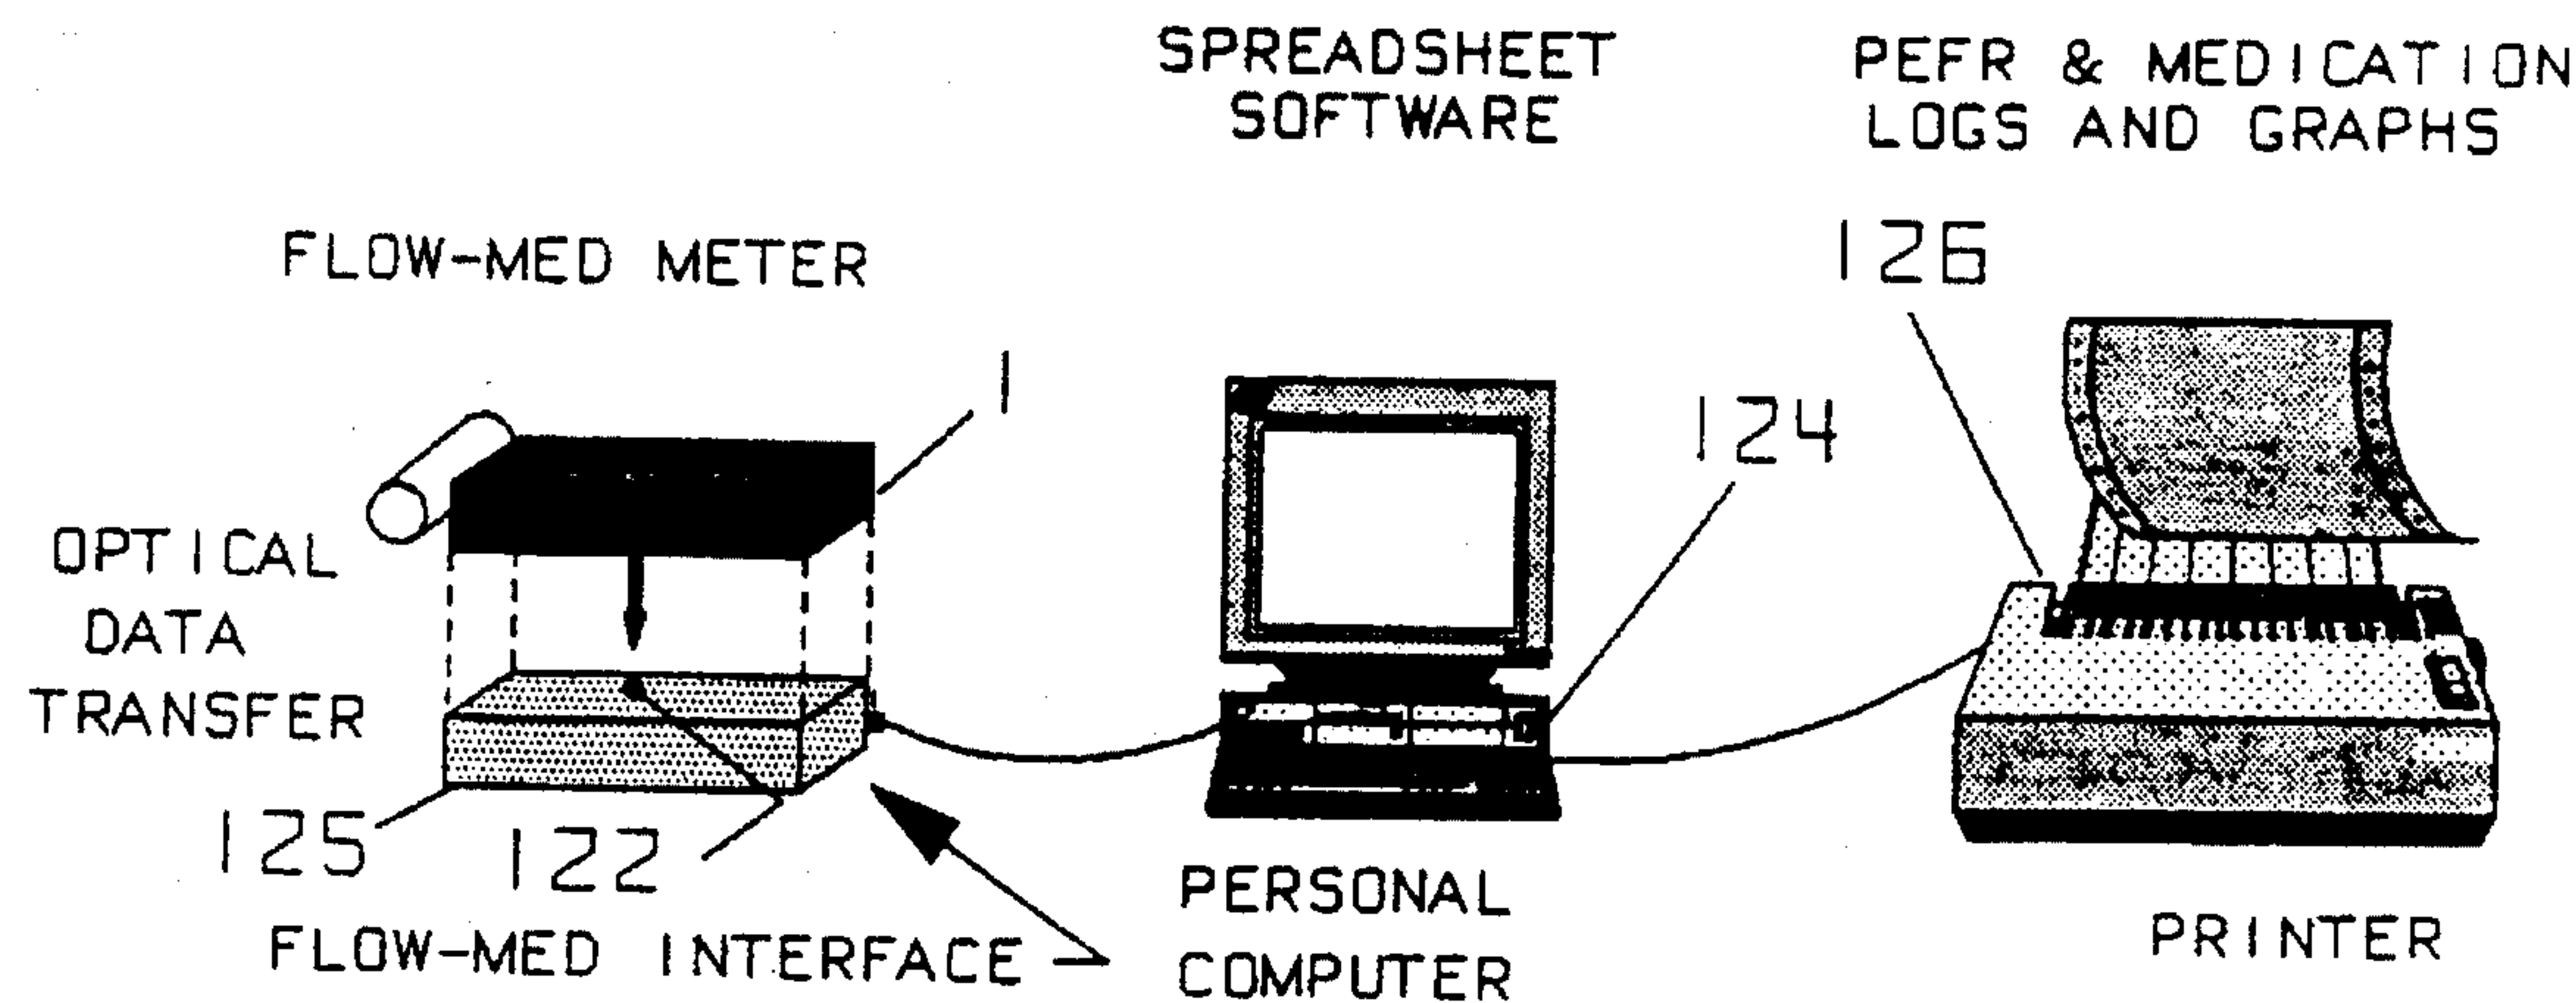 SPREADSHEET
SOFTWARE
PEFR & MEDICATION
LOGS AND GRAPHS
126
FLOW-MED METER
1
124
OPTICAL
DATA
TRANSFER
125
122
FLOW-MED INTERFACE
PERSONAL
COMPUTER
PRINTER